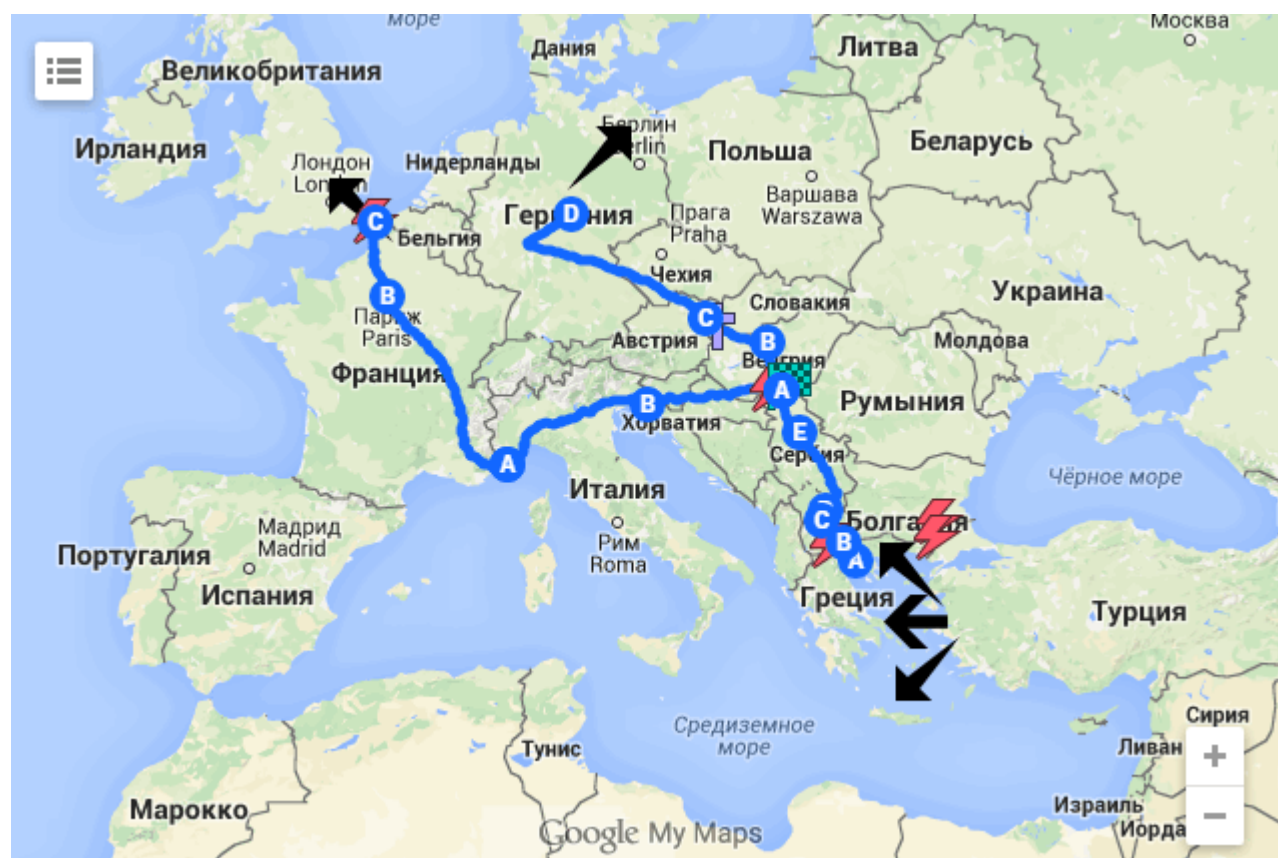 море
Москва
Дания
Литва
Великобритания
Берлин
Berlin
Беларусь
Ирландия
Лондон
London
Нидерланды
Польша
Варшава
Warszawa
Германия
D
Прага
Praha
C
Бельгия
Чехия
Украина
B
Париж
Paris
C
Словакия
B
Австрия
Венгрия
Молдова
Франция
A
B
Хорватия
Румыния
E
Сербия
A
Чёрное море
Италия
C
Болгария
Мадрид
Madrid
Рим
Roma
B
A
Португалия
Испания
Греция
Турция
Средиземное
море
Сирия
Тунис
Ливан
+
Марокко
Израиль
−
Google My Maps
Иорда